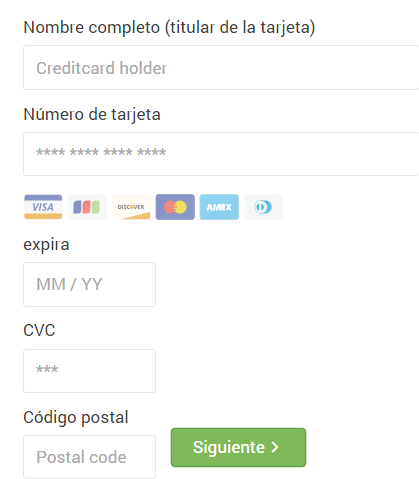 Nombre completo (titular de la tarjeta)
Creditcard holder
Número de tarjeta
**** **** **** ****
VISA JCB DISCOVER AMEX
expira
MM / YY
CVC
***
Código postal
Postal code
Siguiente